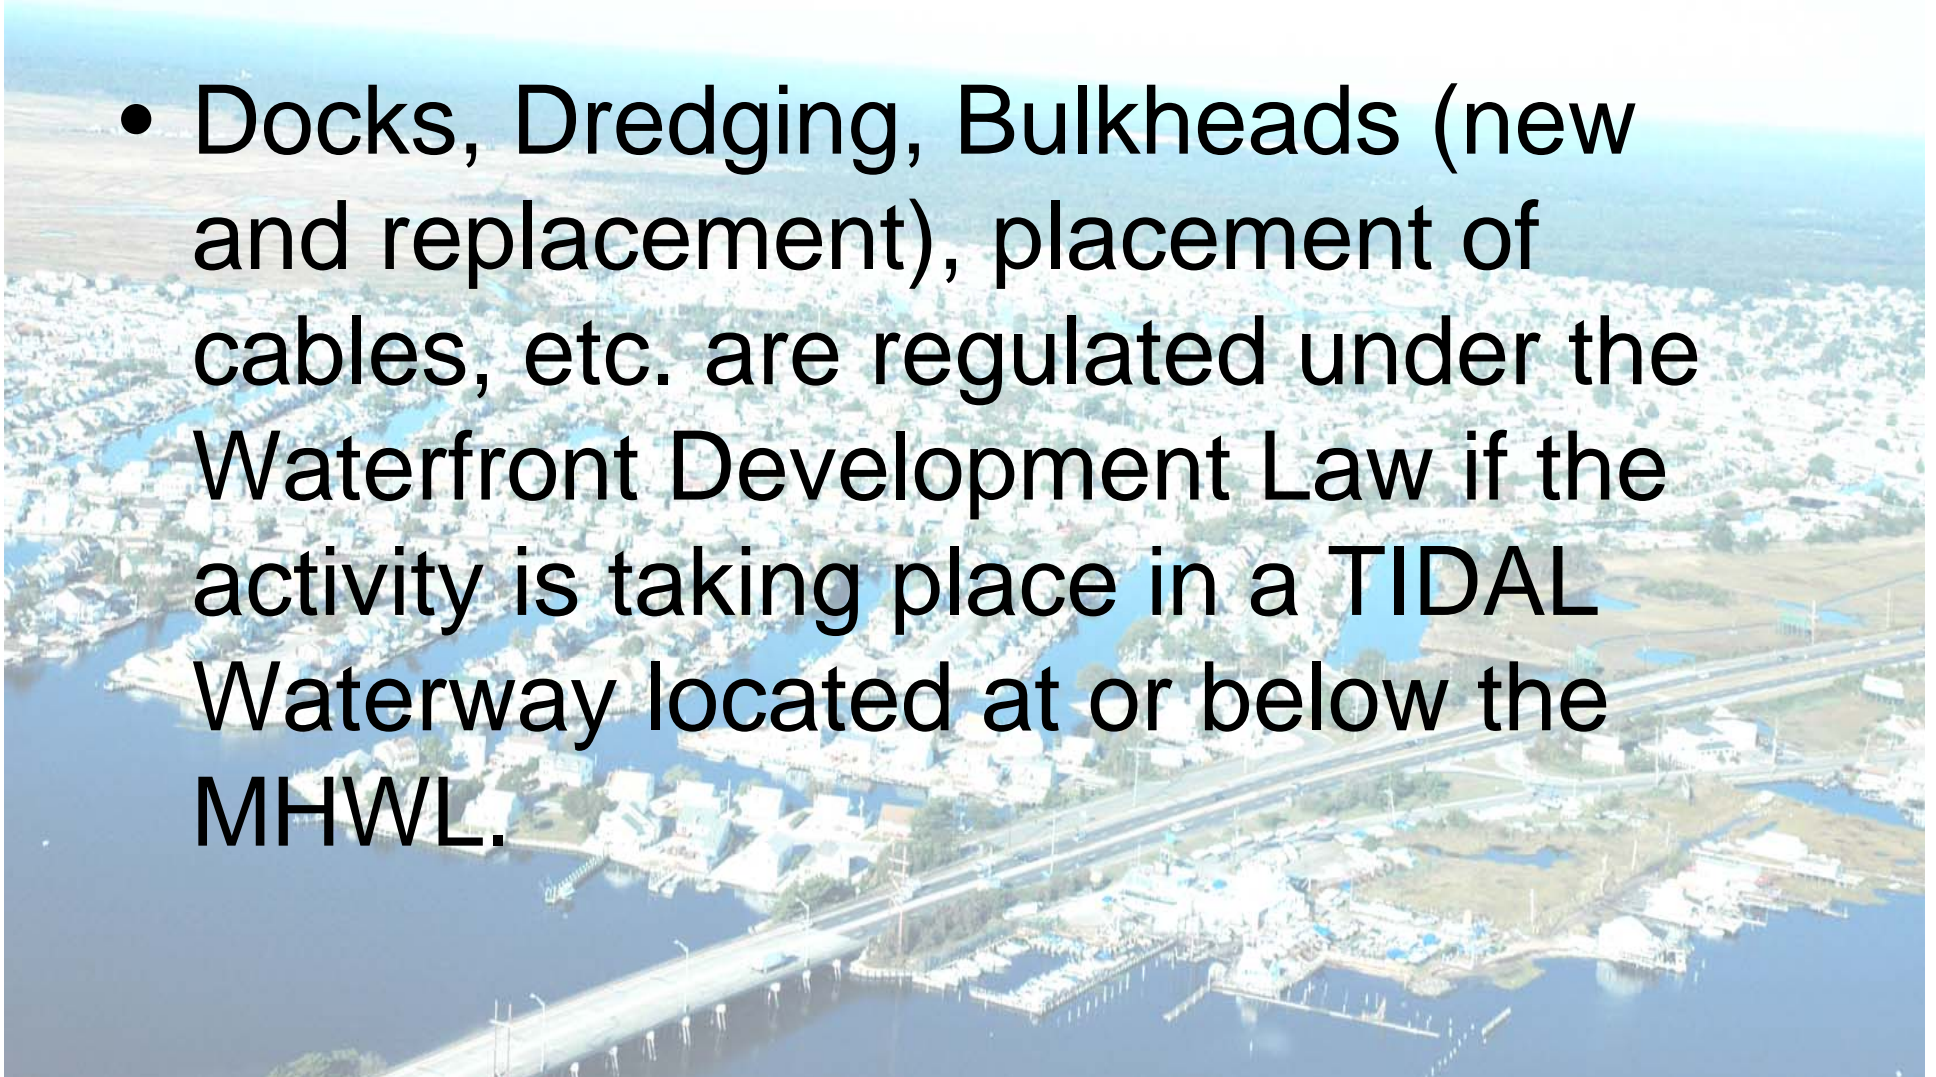 • Docks, Dredging, Bulkheads (new
and replacement), placement of
cables, etc. are regulated under the
Waterfront Development Law if the
activity is taking place in a TIDAL
Waterway located at or below the
MHWL.